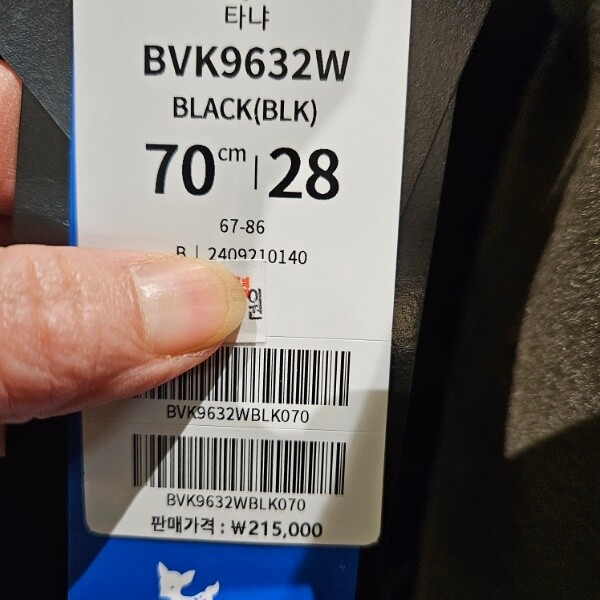 타냐
BVK9632W
BLACK(BLK)
70cm | 28
67-86
B | 2409210140
BVK9632WBLK070
BVK9632WBLK070
판매가격 : ₩215,000